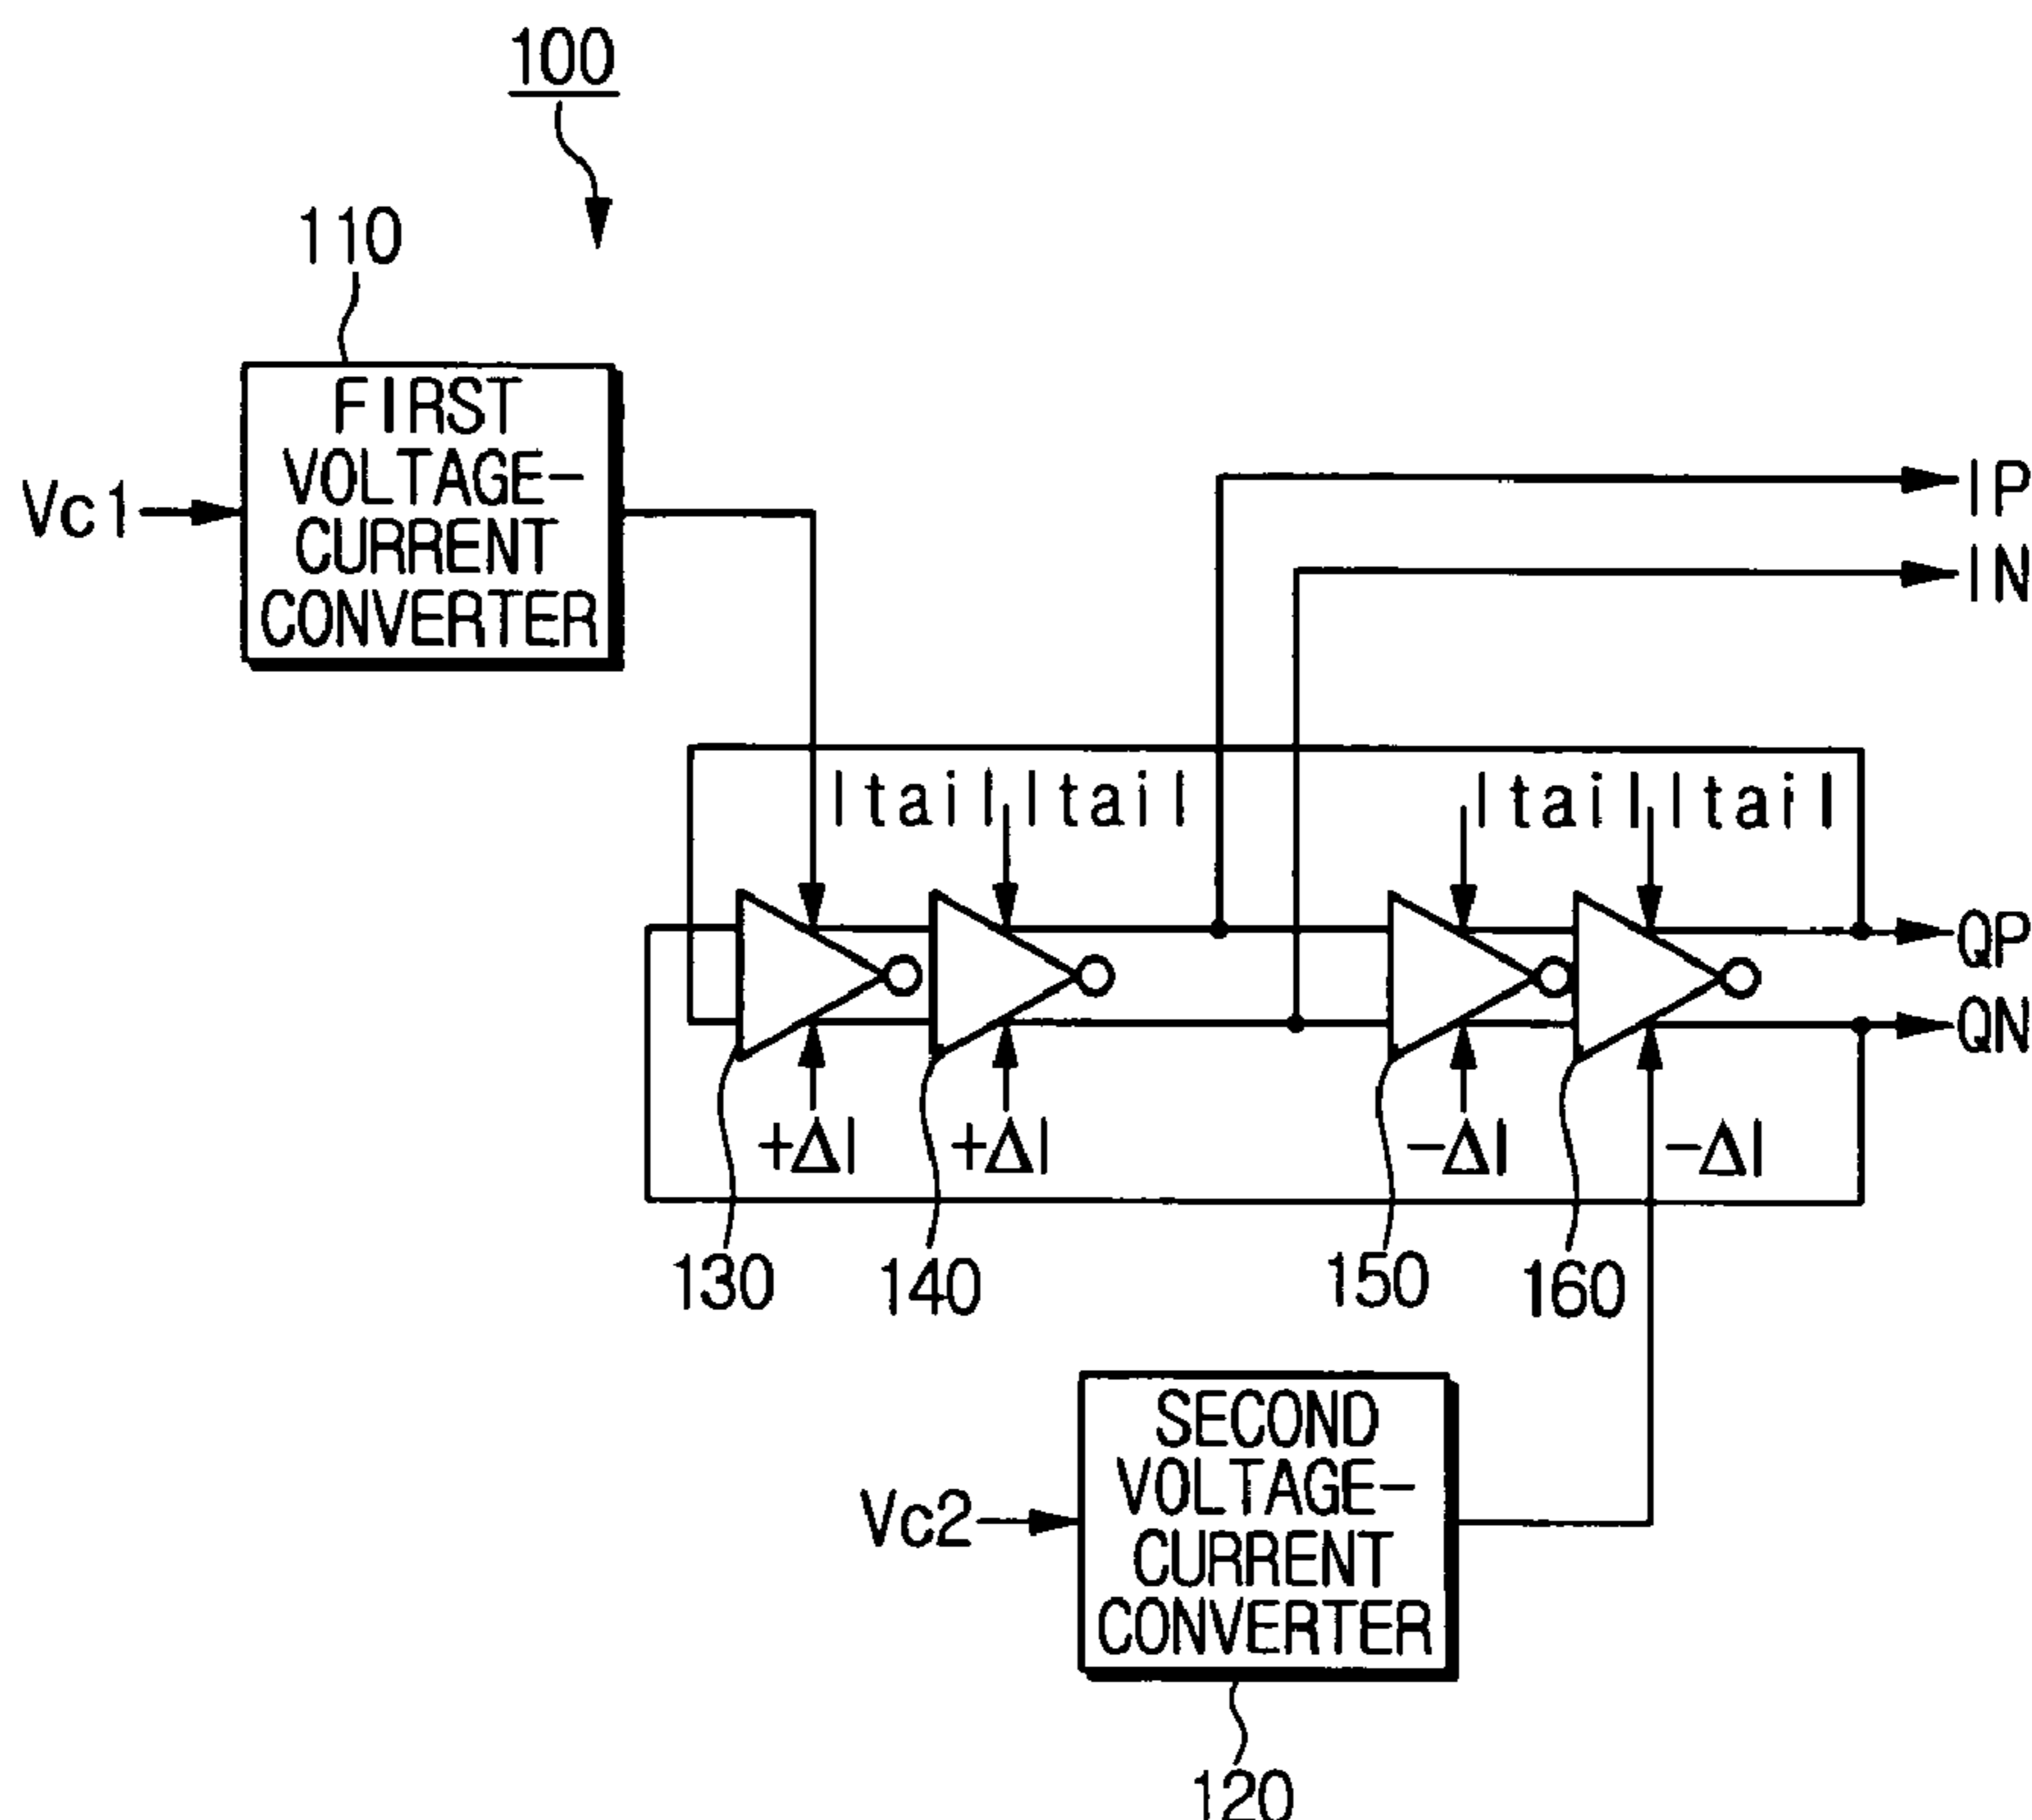 100
110
FIRST
VOLTAGE-
CURRENT
CONVERTER
Vc1
IP
IN
Itail Itail Itail Itail
QP
QN
+ΔI +ΔI -ΔI -ΔI
130 140 150 160
SECOND
VOLTAGE-
CURRENT
CONVERTER
Vc2
120